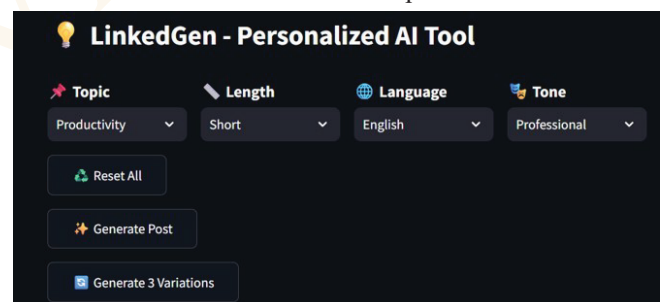 💡 LinkedGen - Personalized AI Tool
📌 Topic 📏 Length 🌐 Language 🎭 Tone
Productivity Short English Professional
♻️ Reset All
✨ Generate Post
🔄 Generate 3 Variations